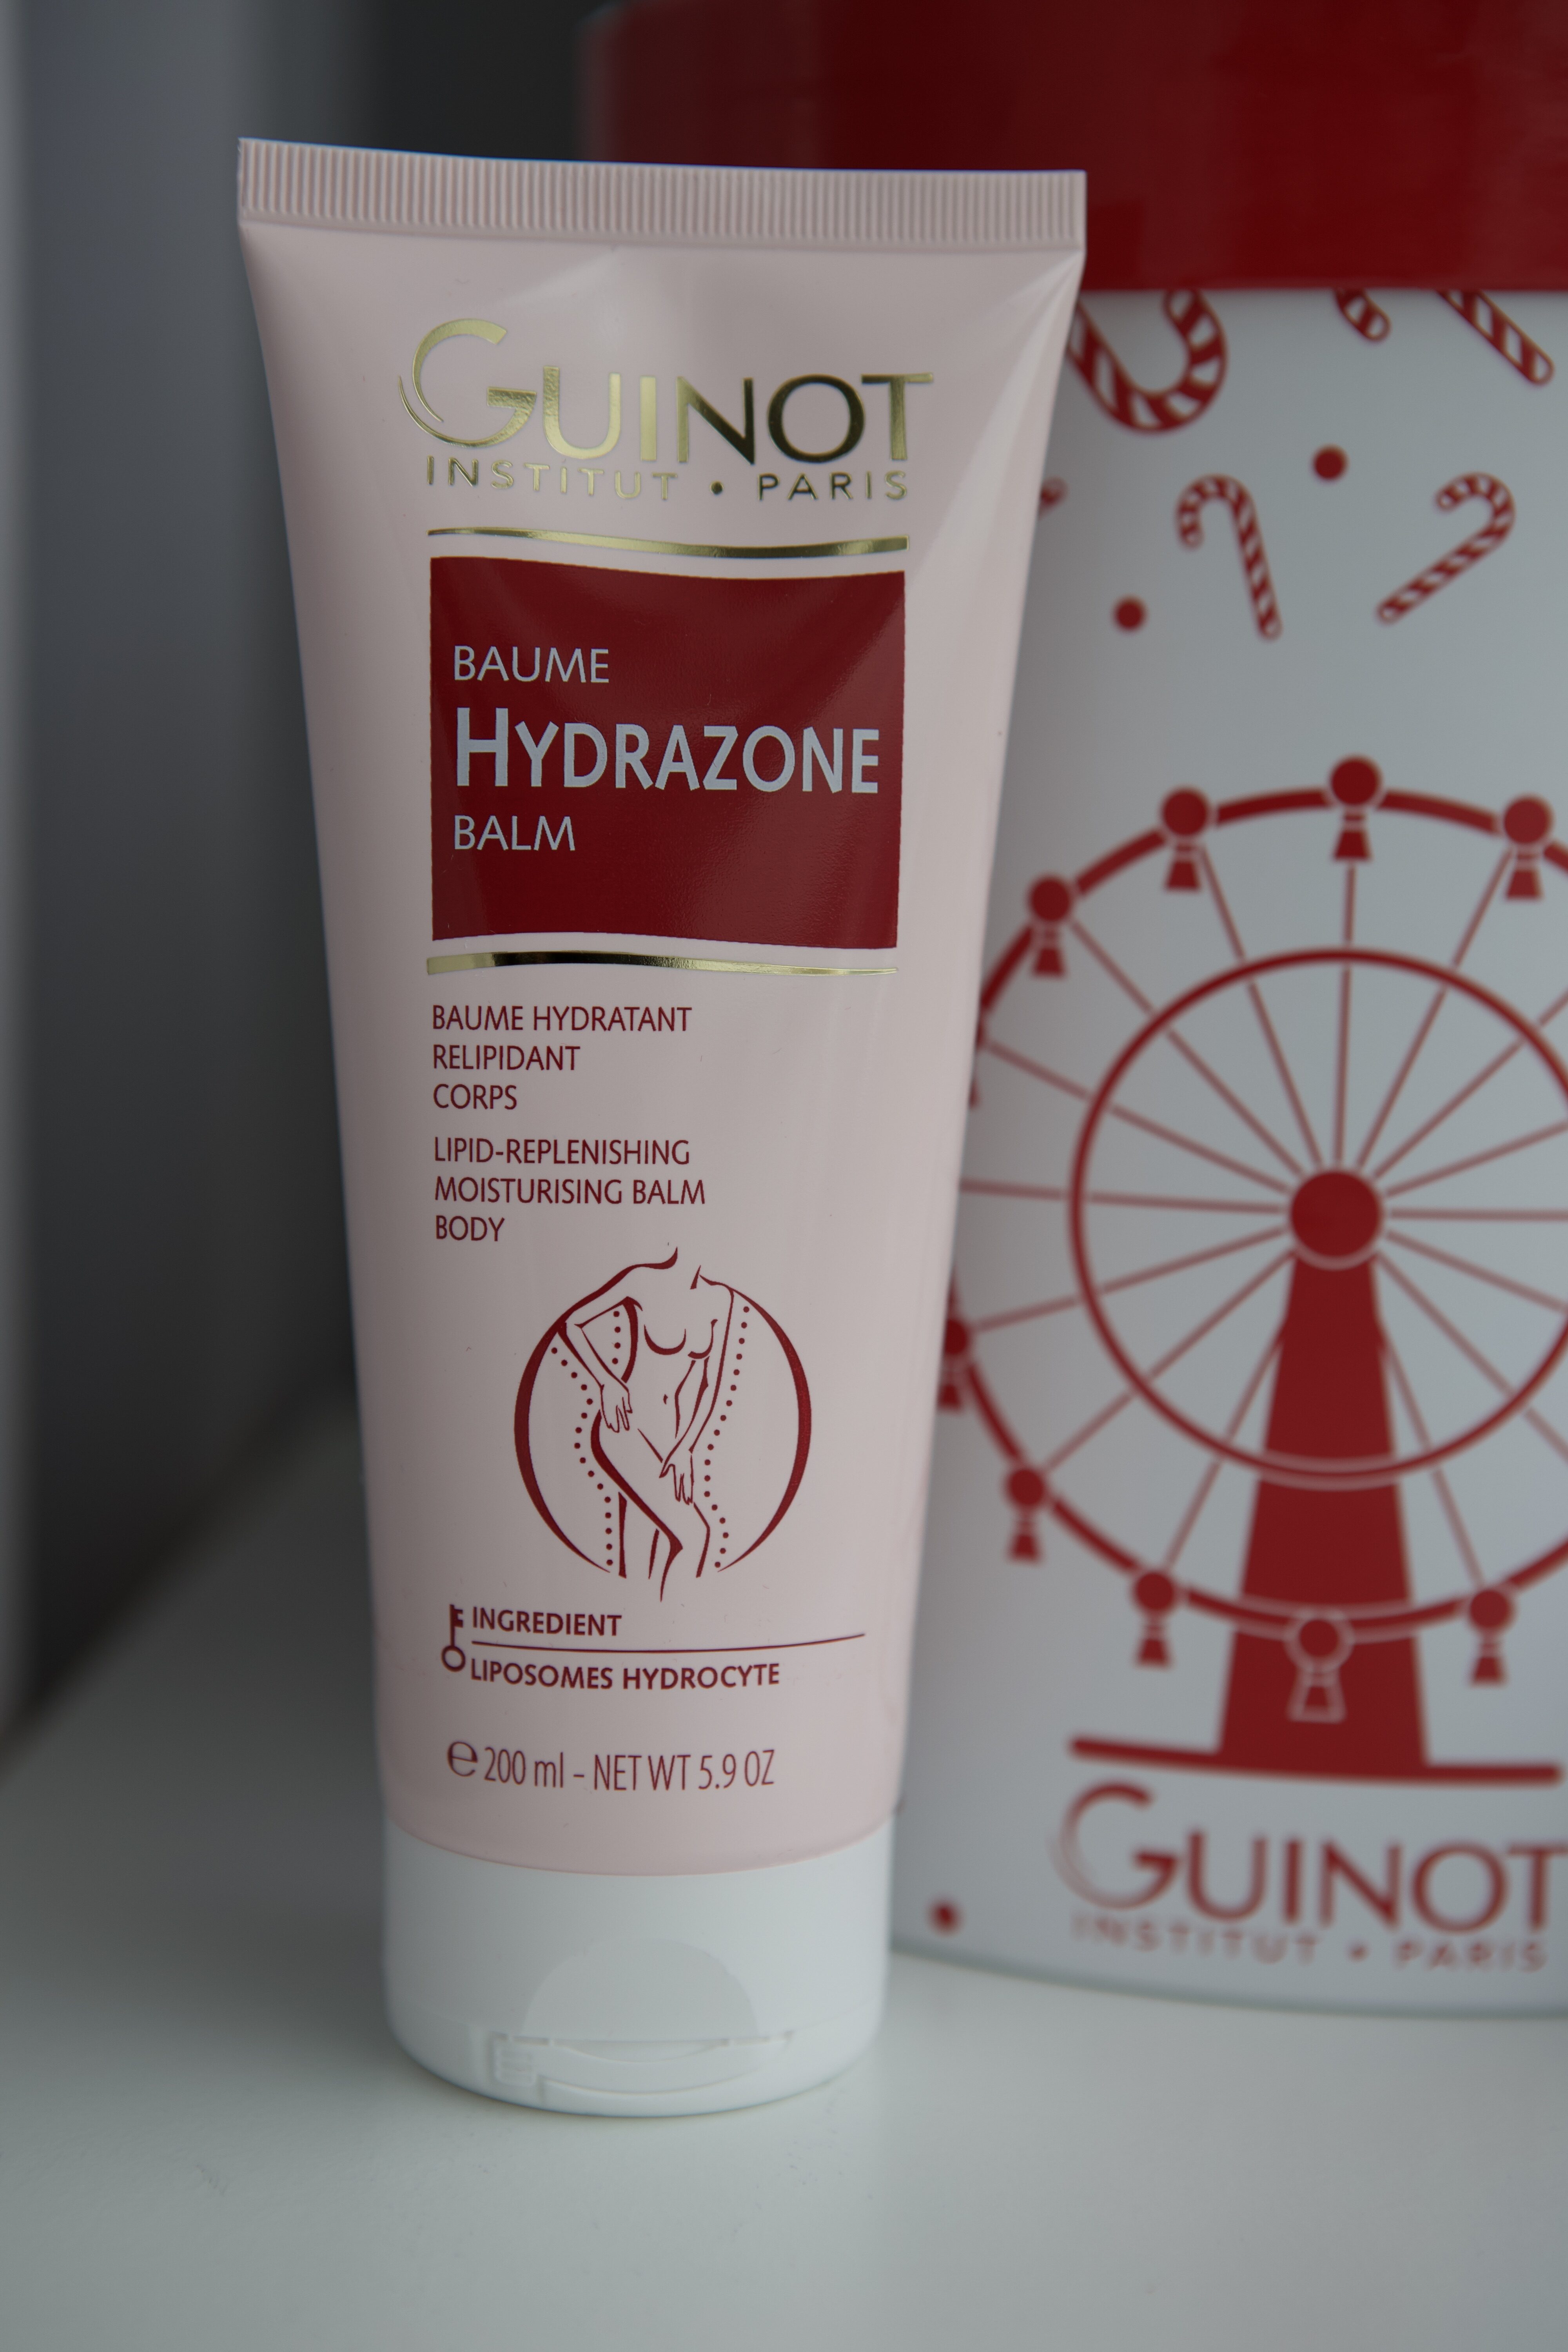 GUINOT
INSTITUT • PARIS
BAUME
HYDRAZONE
BALM
BAUME HYDRATANT
RELIPIDANT
CORPS
LIPID-REPLENISHING
MOISTURISING BALM
BODY
INGREDIENT
LIPOSOMES HYDROCYTE
℮ 200 ml - NET WT 5.9 OZ
GUINOT
INSTITUT • PARIS